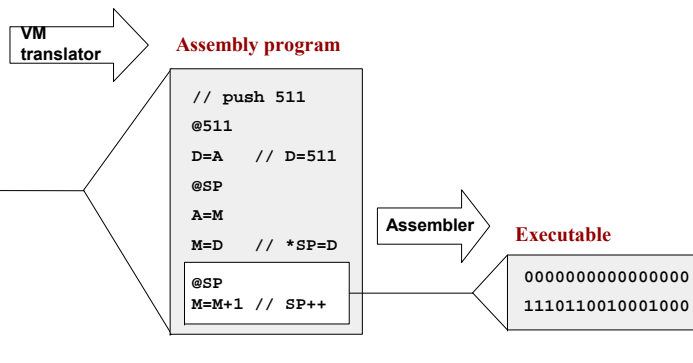 VM
translator
Assembly program
// push 511
@511
D=A // D=511
@SP
A=M
M=D // *SP=D
@SP
M=M+1 // SP++
Assembler
Executable
0000000000000000
1110110010001000